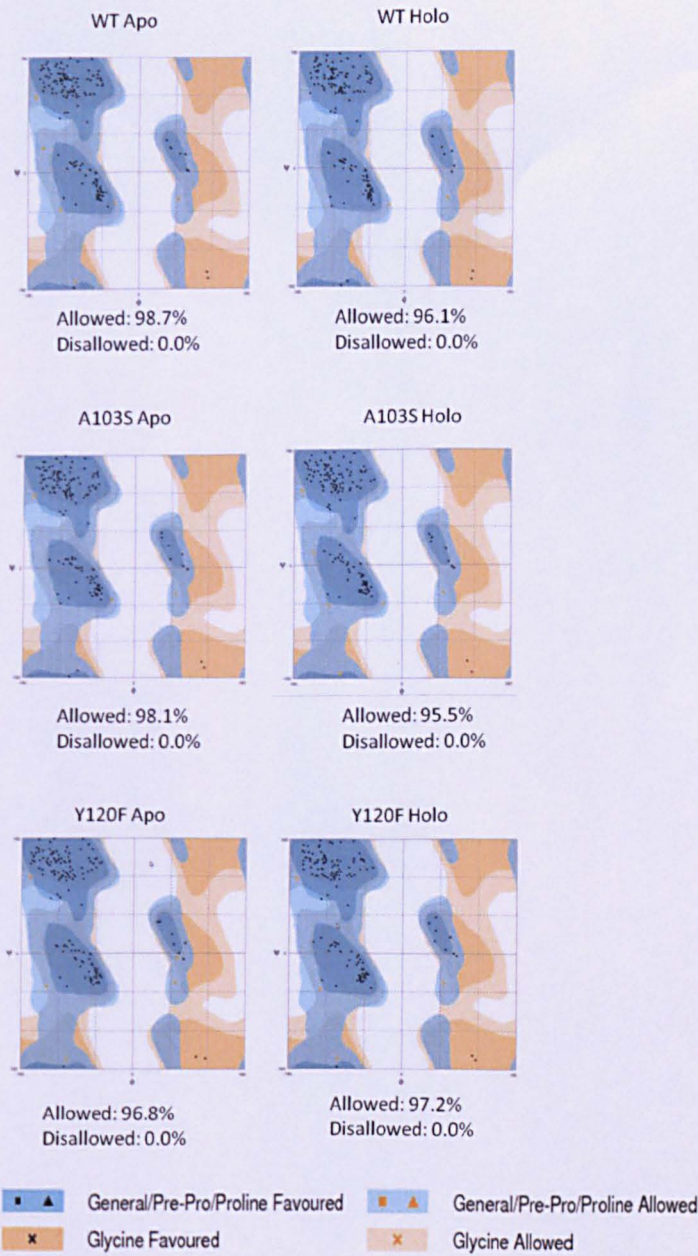 WT Apo
WT Holo
Allowed: 98.7%
Disallowed: 0.0%
Allowed: 96.1%
Disallowed: 0.0%
A103S Apo
A103S Holo
Allowed: 98.1%
Disallowed: 0.0%
Allowed: 95.5%
Disallowed: 0.0%
Y120F Apo
Y120F Holo
Allowed: 96.8%
Disallowed: 0.0%
Allowed: 97.2%
Disallowed: 0.0%
General/Pre-Pro/Proline Favoured
General/Pre-Pro/Proline Allowed
Glycine Favoured
Glycine Allowed